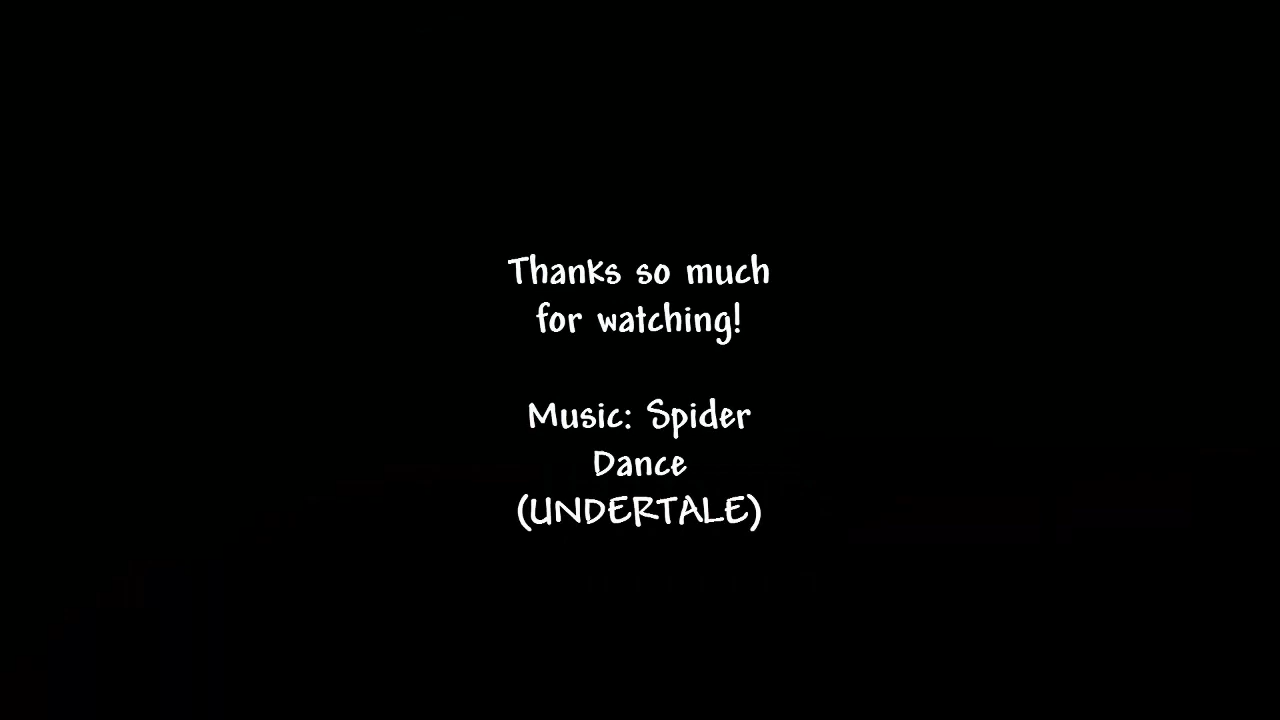 Thanks so much
for watching!
Music: Spider
Dance
(UNDERTALE)